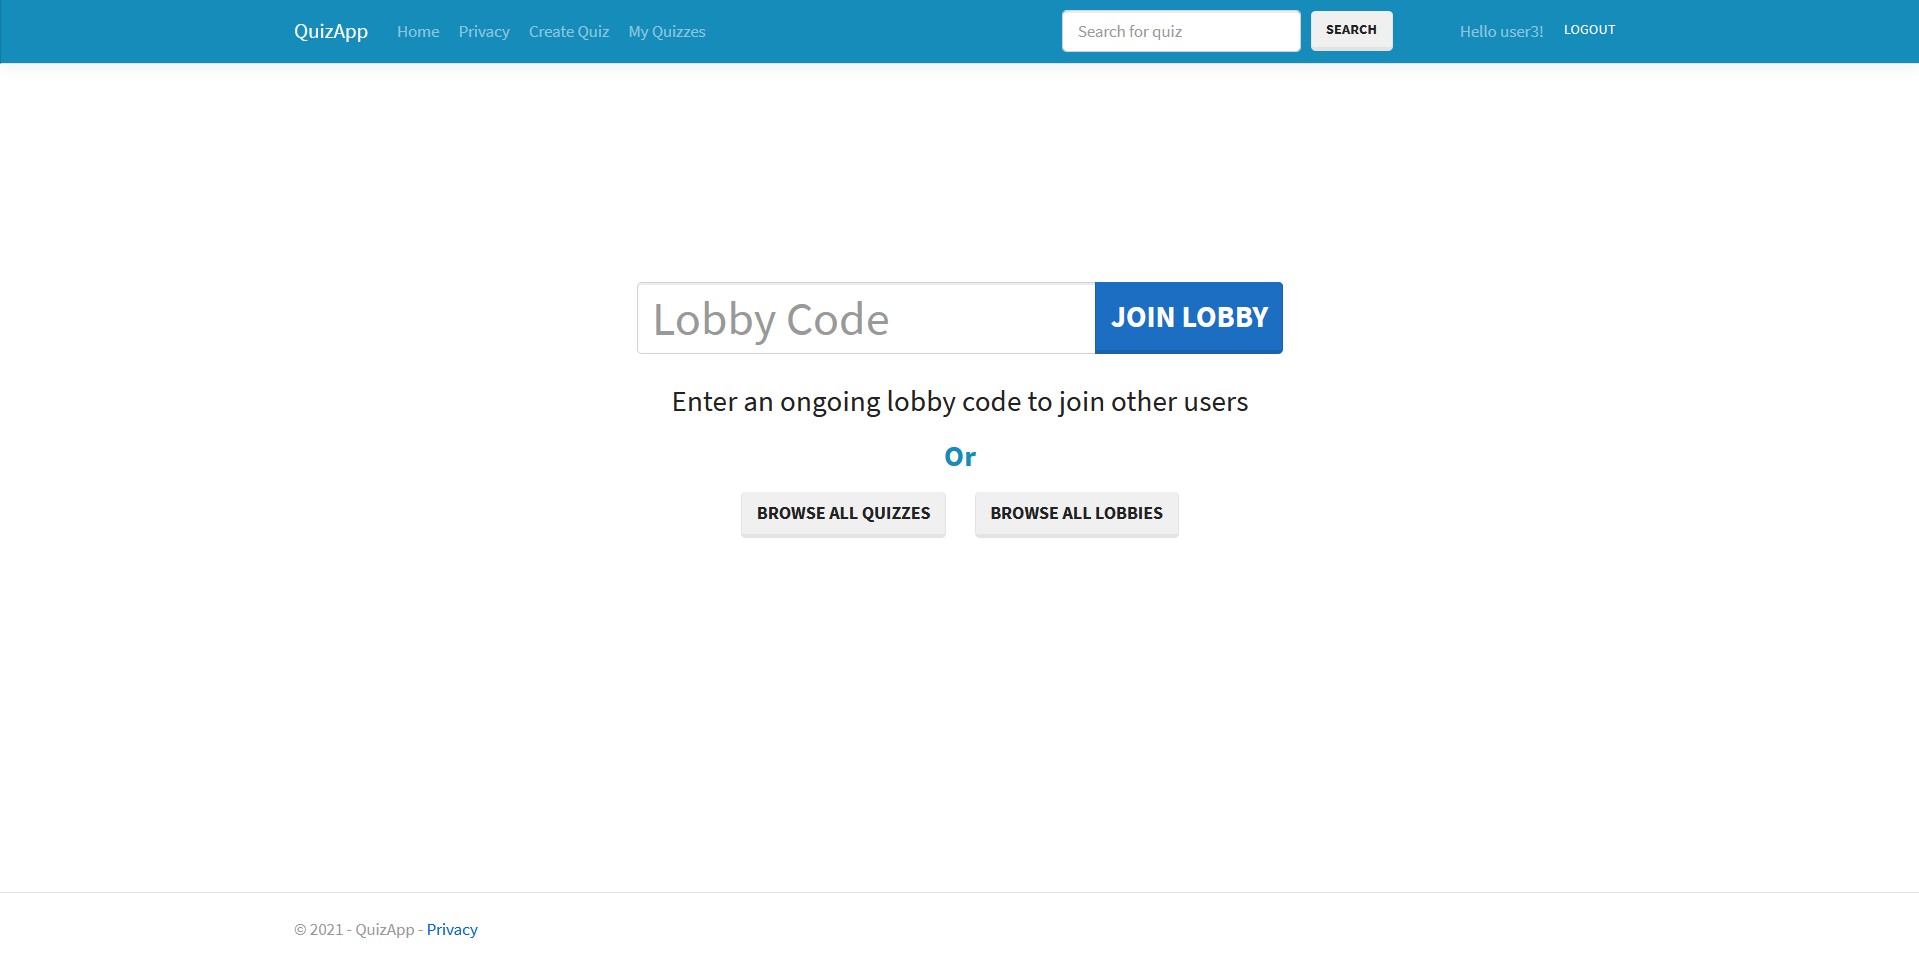 QuizApp Home Privacy Create Quiz My Quizzes Search for quiz SEARCH Hello user3! LOGOUT
Lobby Code JOIN LOBBY
Enter an ongoing lobby code to join other users
Or
BROWSE ALL QUIZZES BROWSE ALL LOBBIES
© 2021 - QuizApp - Privacy